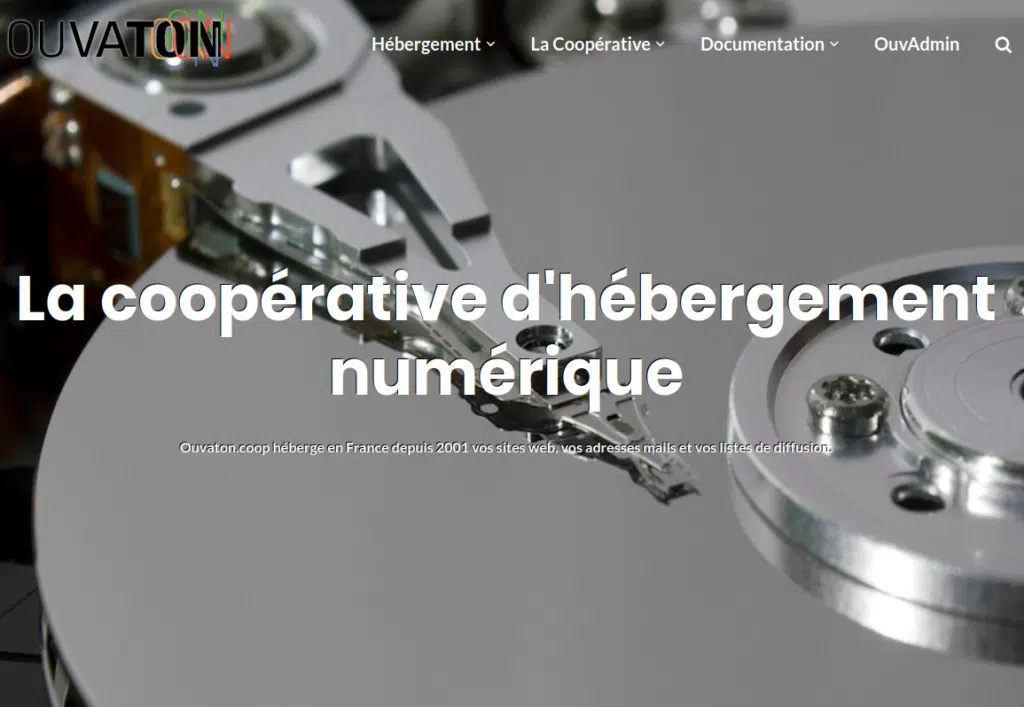 OUVATON
Hébergement
La Coopérative
Documentation
OuvAdmin
La coopérative d'hébergement
numérique
Ouvaton.coop héberge en France depuis 2001 vos sites web, vos adresses mails et vos listes de diffusion.